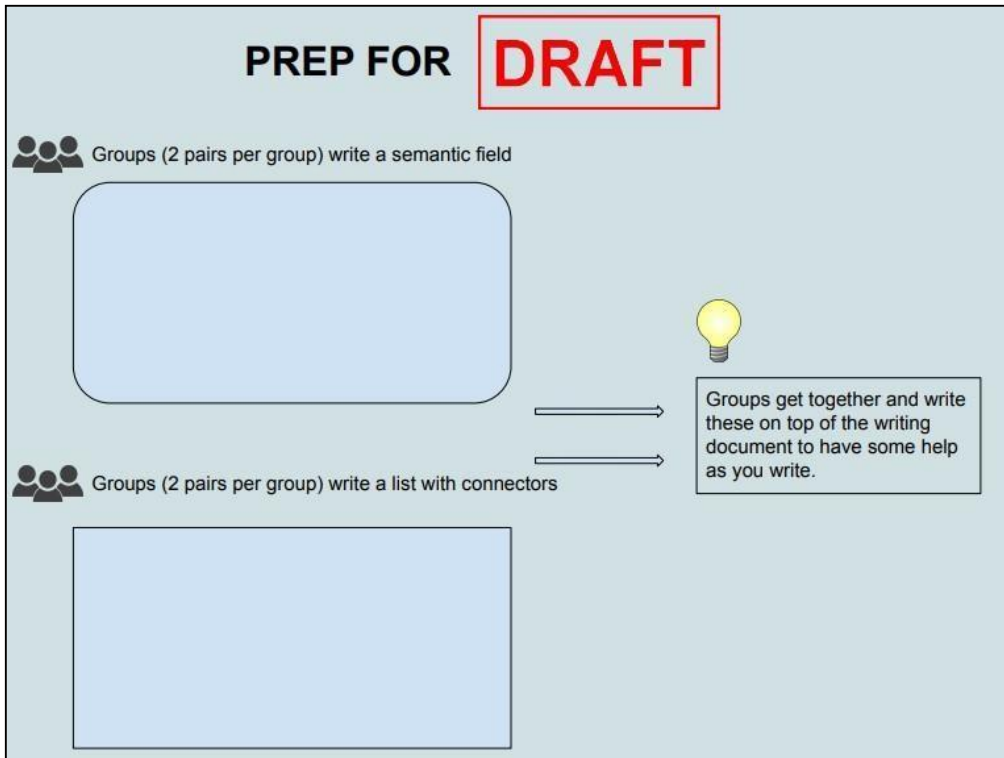 PREP FOR DRAFT
Groups (2 pairs per group) write a semantic field
Groups get together and write
these on top of the writing
document to have some help
as you write.
Groups (2 pairs per group) write a list with connectors